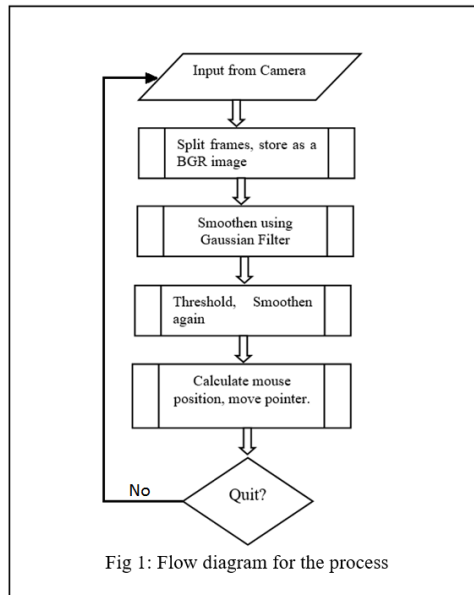 Input from Camera
Split frames, store as a
BGR image
Smoothen using
Gaussian Filter
Threshold, Smoothen
again
Calculate mouse
position, move pointer.
No
Quit?
Fig 1: Flow diagram for the process